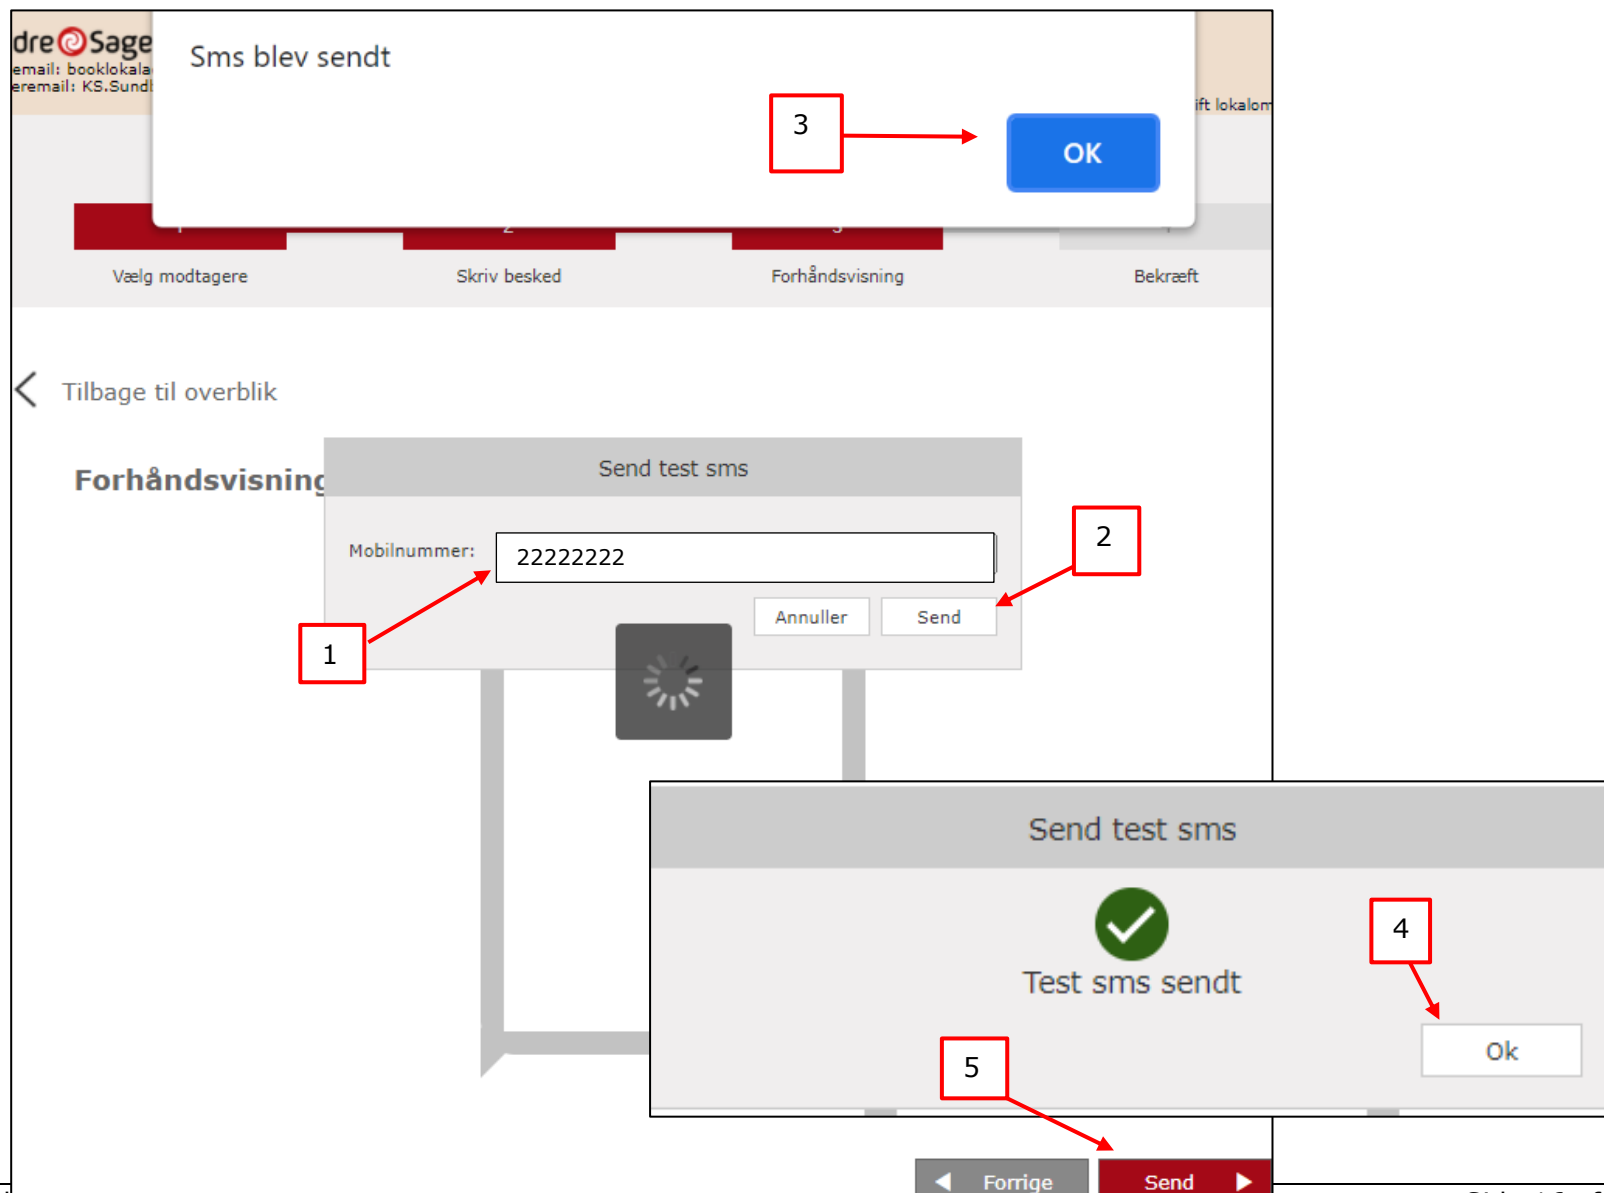 dre Sage
email: booklokala
eremail: KS.Sund
Sms blev sendt
3
OK
ift lokalom
Vælg modtagere
Skriv besked
Forhåndsvisning
Bekræft
Tilbage til overblik
Forhåndsvisning
Send test sms
Mobilnummer:
22222222
2
Annuller
Send
1
Send test sms
4
Test sms sendt
Ok
5
Forrige
Send